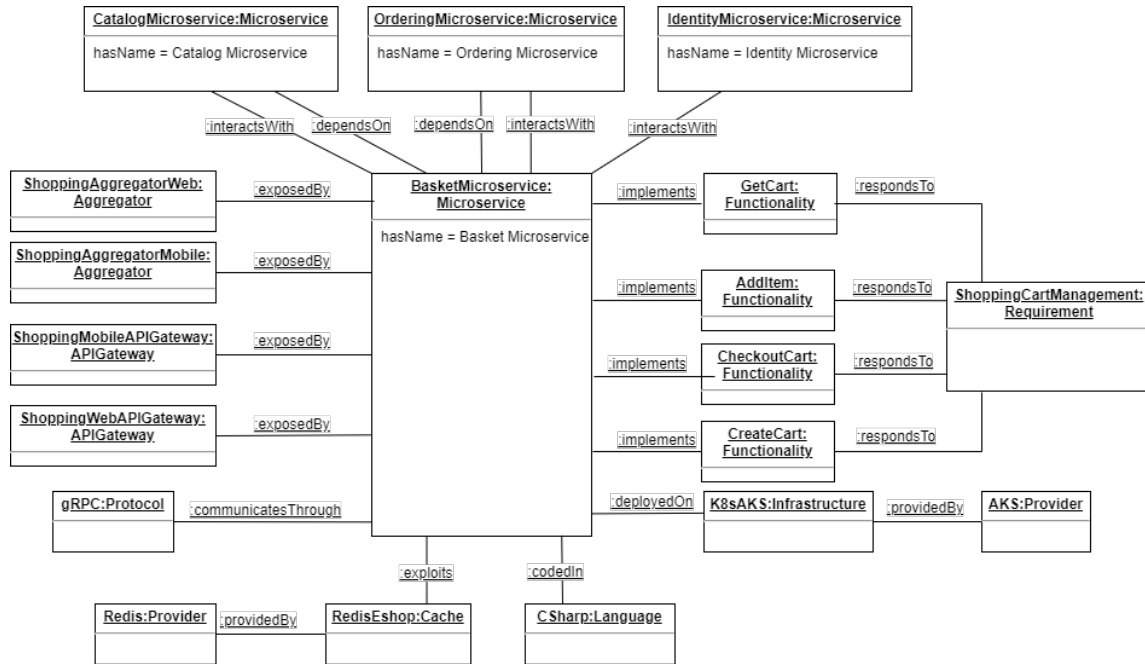 CatalogMicroservice:Microservice
hasName = Catalog Microservice
OrderingMicroservice:Microservice
hasName = Ordering Microservice
IdentityMicroservice:Microservice
hasName = Identity Microservice
:interactsWith
:dependsOn
:dependsOn
:interactsWith
:interactsWith
ShoppingAggregatorWeb:
Aggregator
:exposedBy
BasketMicroservice:
Microservice
hasName = Basket Microservice
:implements
GetCart:
Functionality
:respondsTo
ShoppingAggregatorMobile:
Aggregator
:exposedBy
:implements
AddItem:
Functionality
:respondsTo
ShoppingCartManagement:
Requirement
ShoppingMobileAPIGateway:
APIGateway
:exposedBy
:implements
CheckoutCart:
Functionality
:respondsTo
ShoppingWebAPIGateway:
APIGateway
:exposedBy
:implements
CreateCart:
Functionality
:respondsTo
gRPC:Protocol
:communicatesThrough
:deployedOn
K8sAKS:Infrastructure
:providedBy
AKS:Provider
:exploits
:codedIn
Redis:Provider
:providedBy
RedisEshop:Cache
CSharp:Language